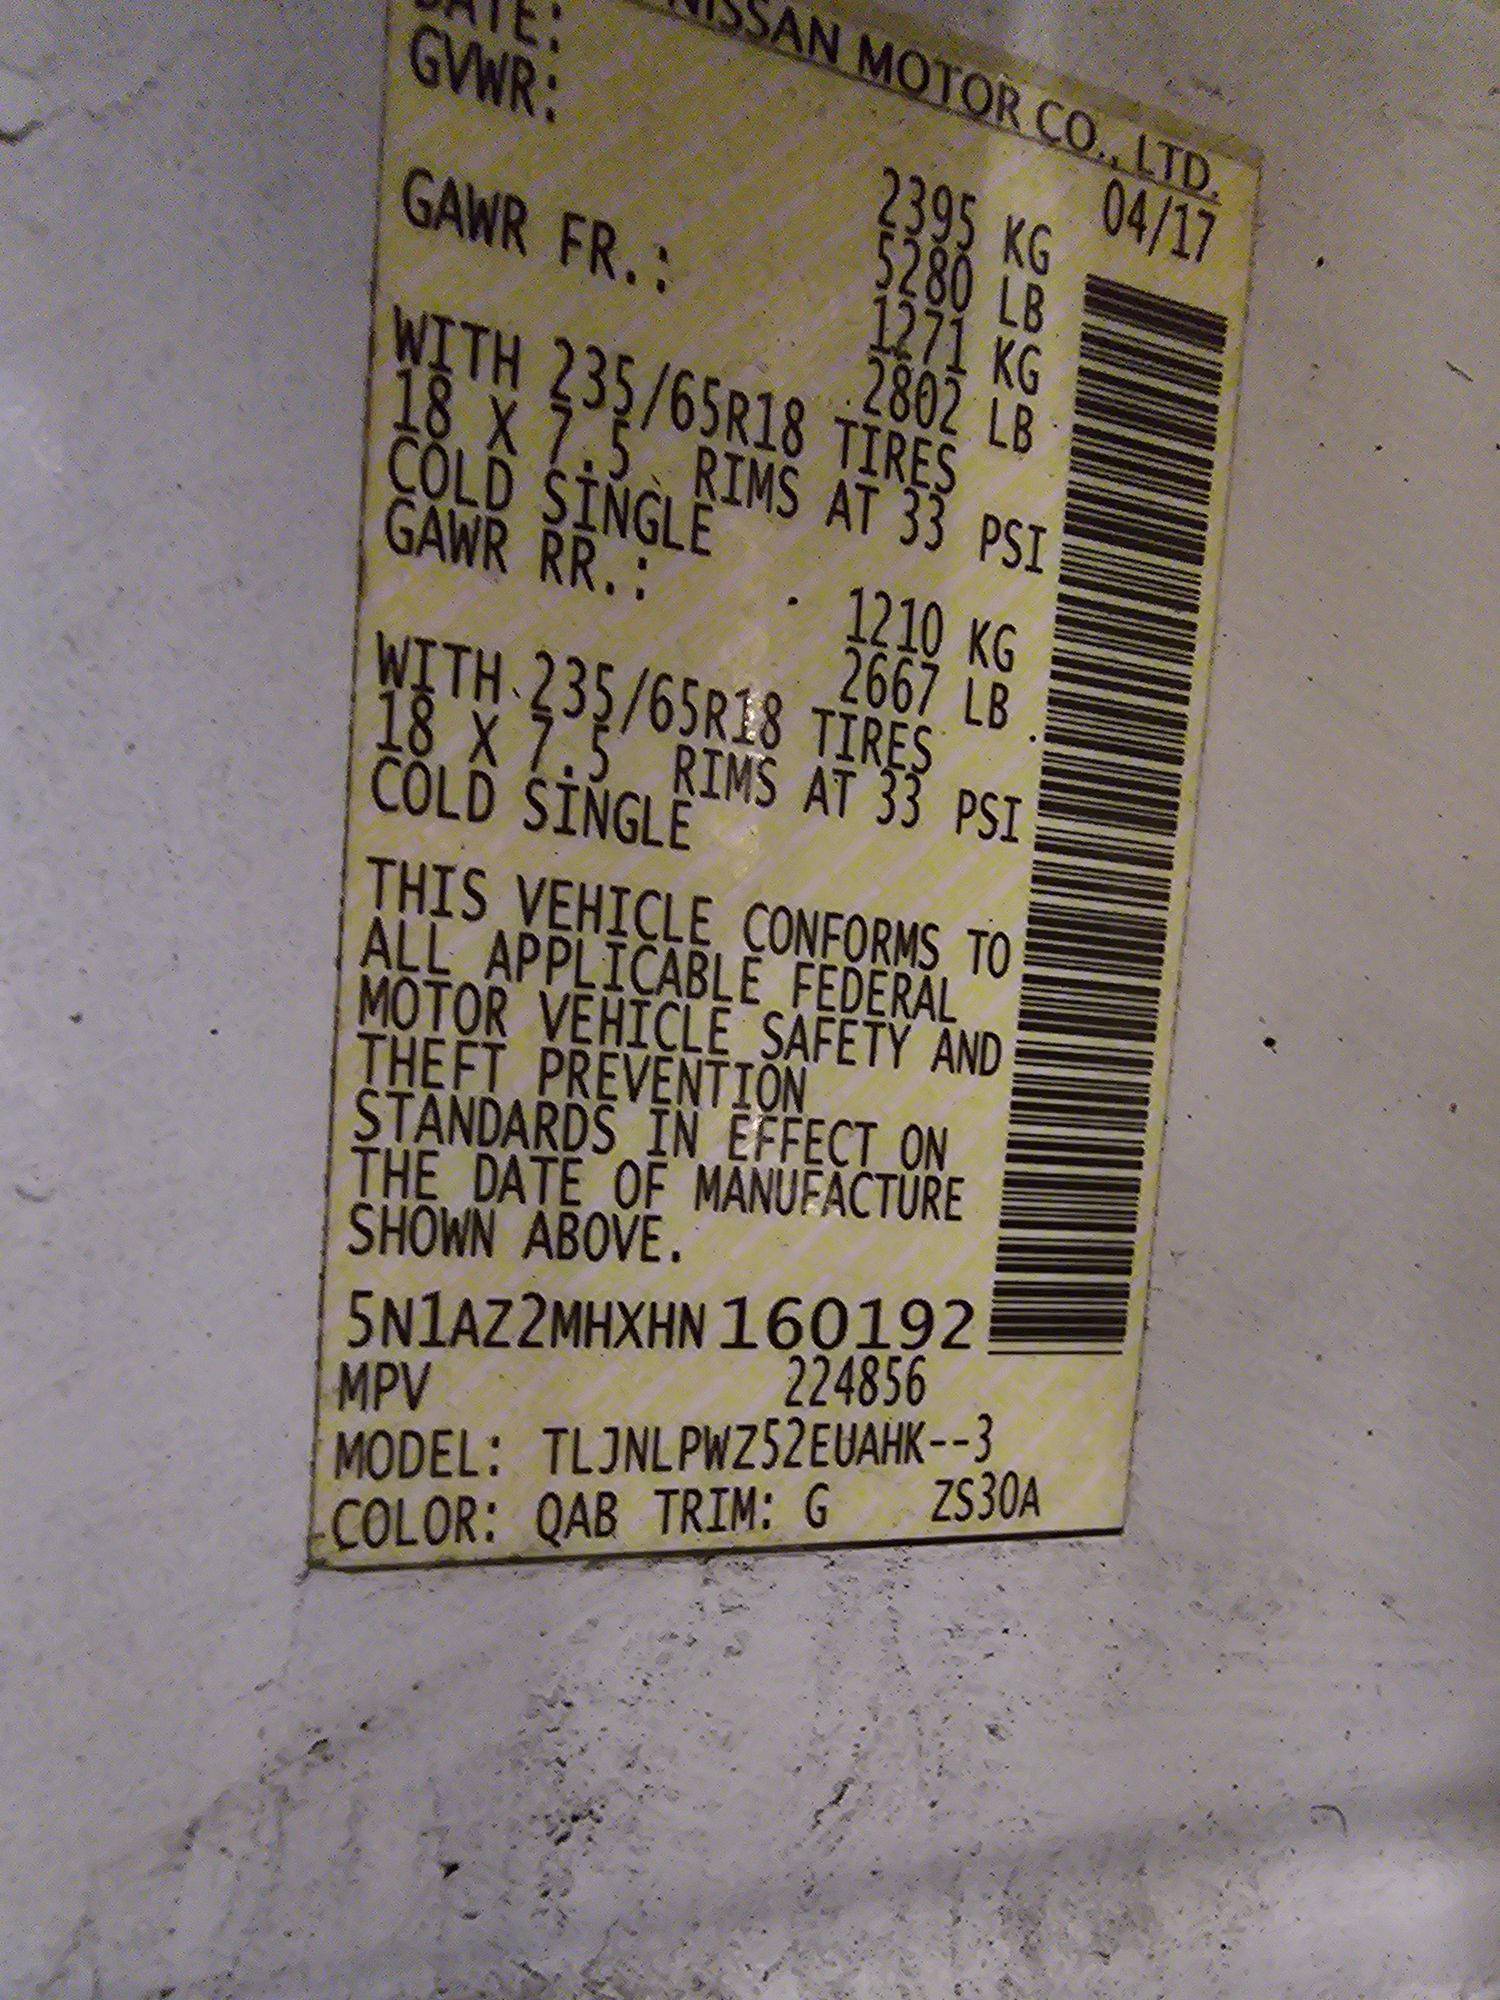 NISSAN MOTOR CO., LTD.
DATE: 04/17
GVWR: 2395 KG
5280 LB
GAWR FR.: 1271 KG
2802 LB
WITH 235/65R18 TIRES
18 X 7.5 RIMS AT 33 PSI
COLD SINGLE
GAWR RR.: 1210 KG
2667 LB
WITH 235/65R18 TIRES
18 X 7.5 RIMS AT 33 PSI
COLD SINGLE
THIS VEHICLE CONFORMS TO
ALL APPLICABLE FEDERAL
MOTOR VEHICLE SAFETY AND
THEFT PREVENTION
STANDARDS IN EFFECT ON
THE DATE OF MANUFACTURE
SHOWN ABOVE.
5N1AZ2MHXHN160192
MPV 224856
MODEL: TLJNLPWZ52EUAHK--3
COLOR: QAB TRIM: G ZS30A